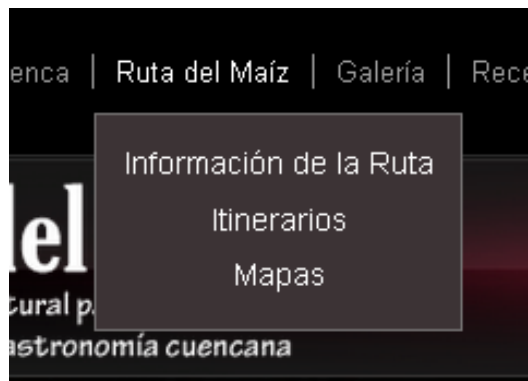 enca | Ruta del Maíz | Galería | Rece
Información de la Ruta
Itinerarios
Mapas
del
tural p
astronomía cuencana